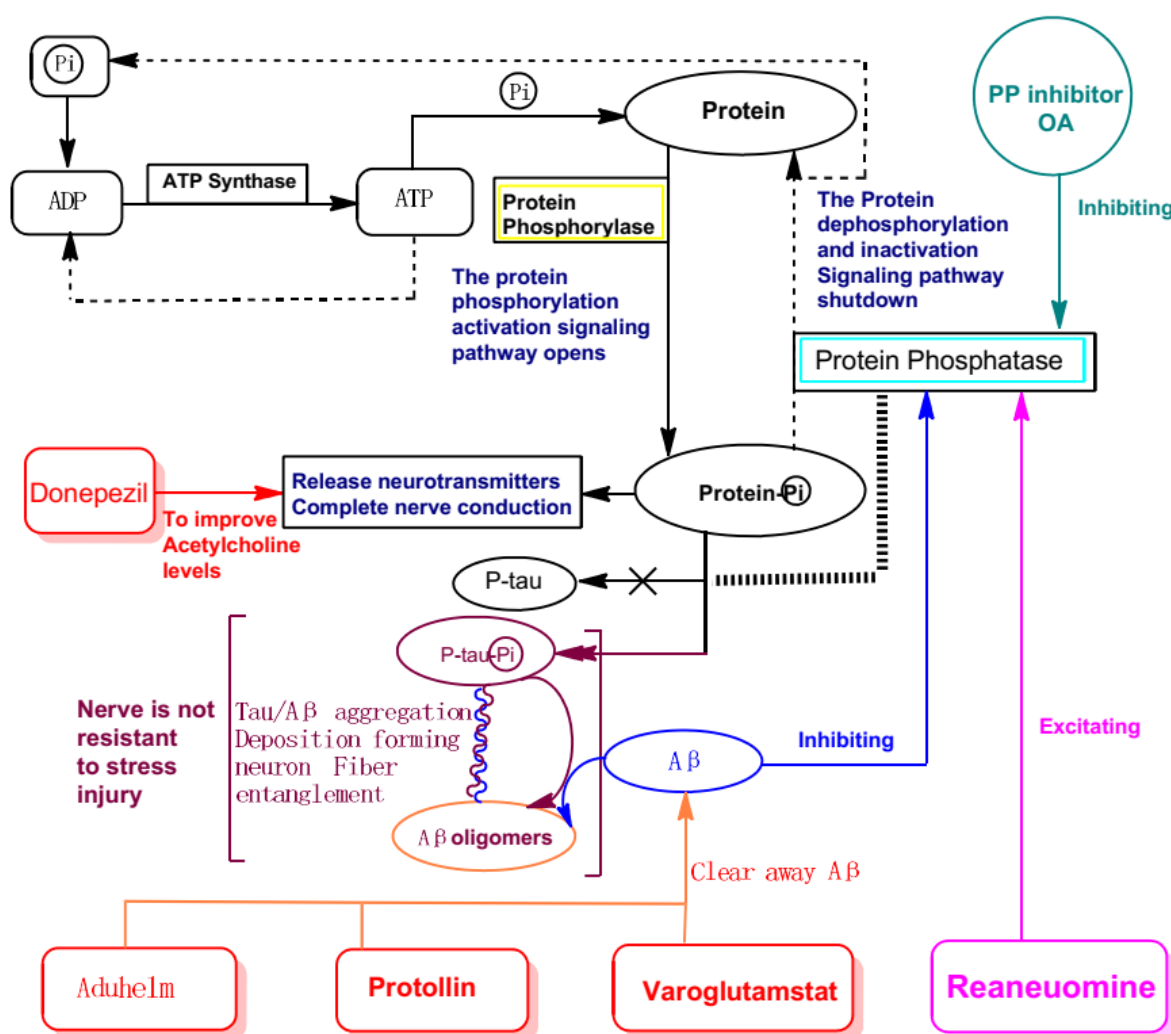 Pi
Pi
Protein
PP inhibitor
OA
ADP
ATP Synthase
ATP
Protein
Phosphorylase
The Protein
dephosphorylation
and inactivation
Signaling pathway
shutdown
Inhibiting
The protein
phosphorylation
activation signaling
pathway opens
Protein Phosphatase
Donepezil
Release neurotransmitters
Complete nerve conduction
Protein-Pi
To improve
Acetylcholine
levels
P-tau
P-tau-Pi
Nerve is not
resistant
to stress
injury
Tau/Aβ aggregation
Deposition forming
neuron Fiber
entanglement
Aβ
Inhibiting
Excitating
Aβ oligomers
Clear away Aβ
Aduhelm
Protollin
Varoglutamstat
Reaneuomine